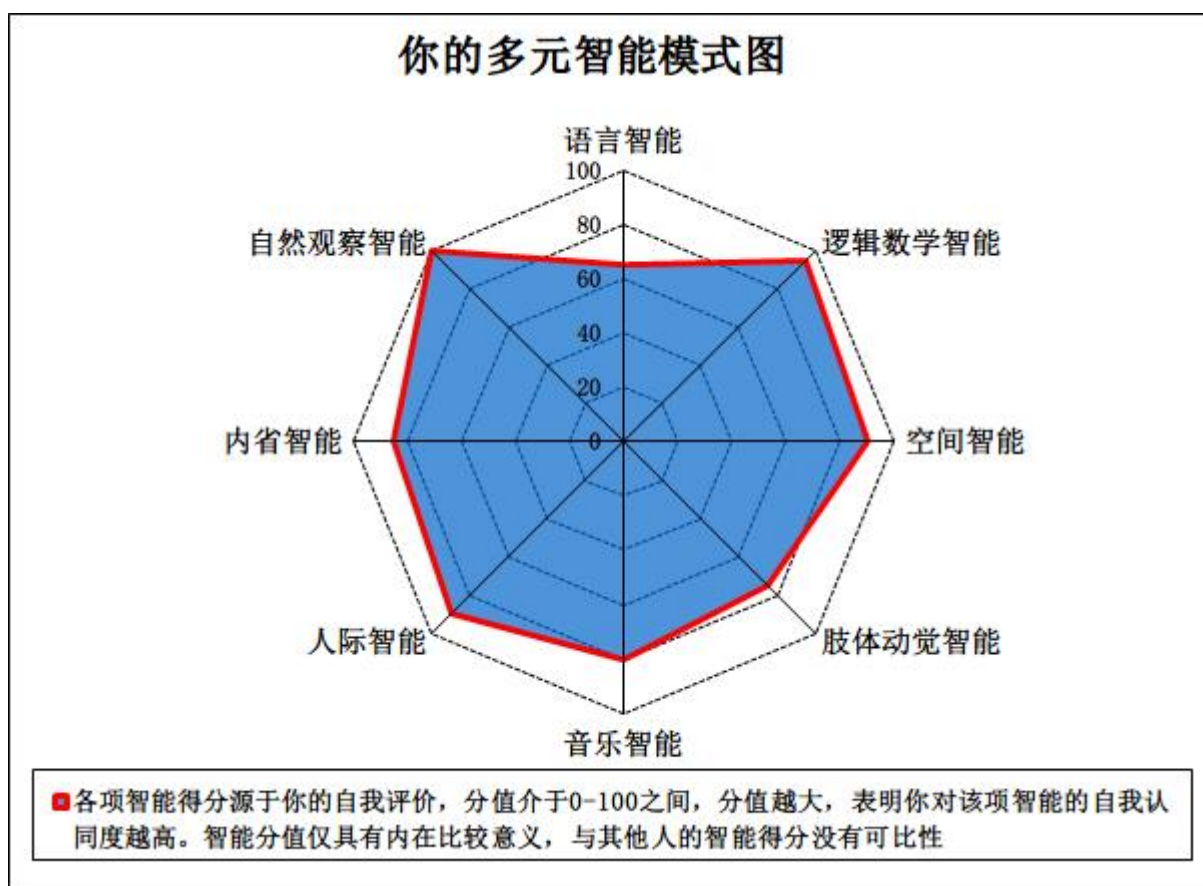 你的多元智能模式图
语言智能
100
自然观察智能
80
逻辑数学智能
60
40
20
内省智能
0
空间智能
人际智能
肢体动觉智能
音乐智能
各项智能得分源于你的自我评价，分值介于0-100之间，分值越大，表明你对该项智能的自我认
同度越高。智能分值仅具有内在比较意义，与其他人的智能得分没有可比性